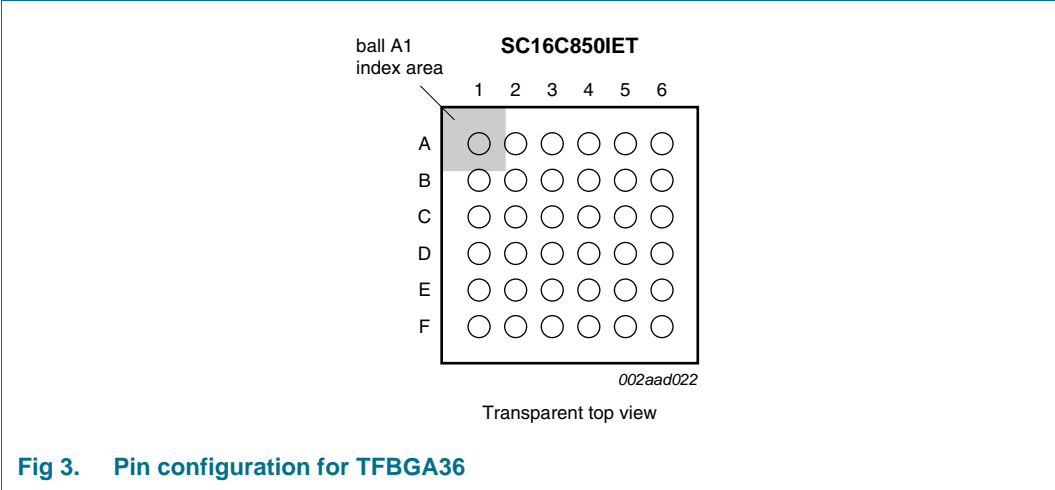 ball A1
index area
SC16C850IET
1 2 3 4 5 6
A
B
C
D
E
F
002aad022
Transparent top view
Fig 3. Pin configuration for TFBGA36